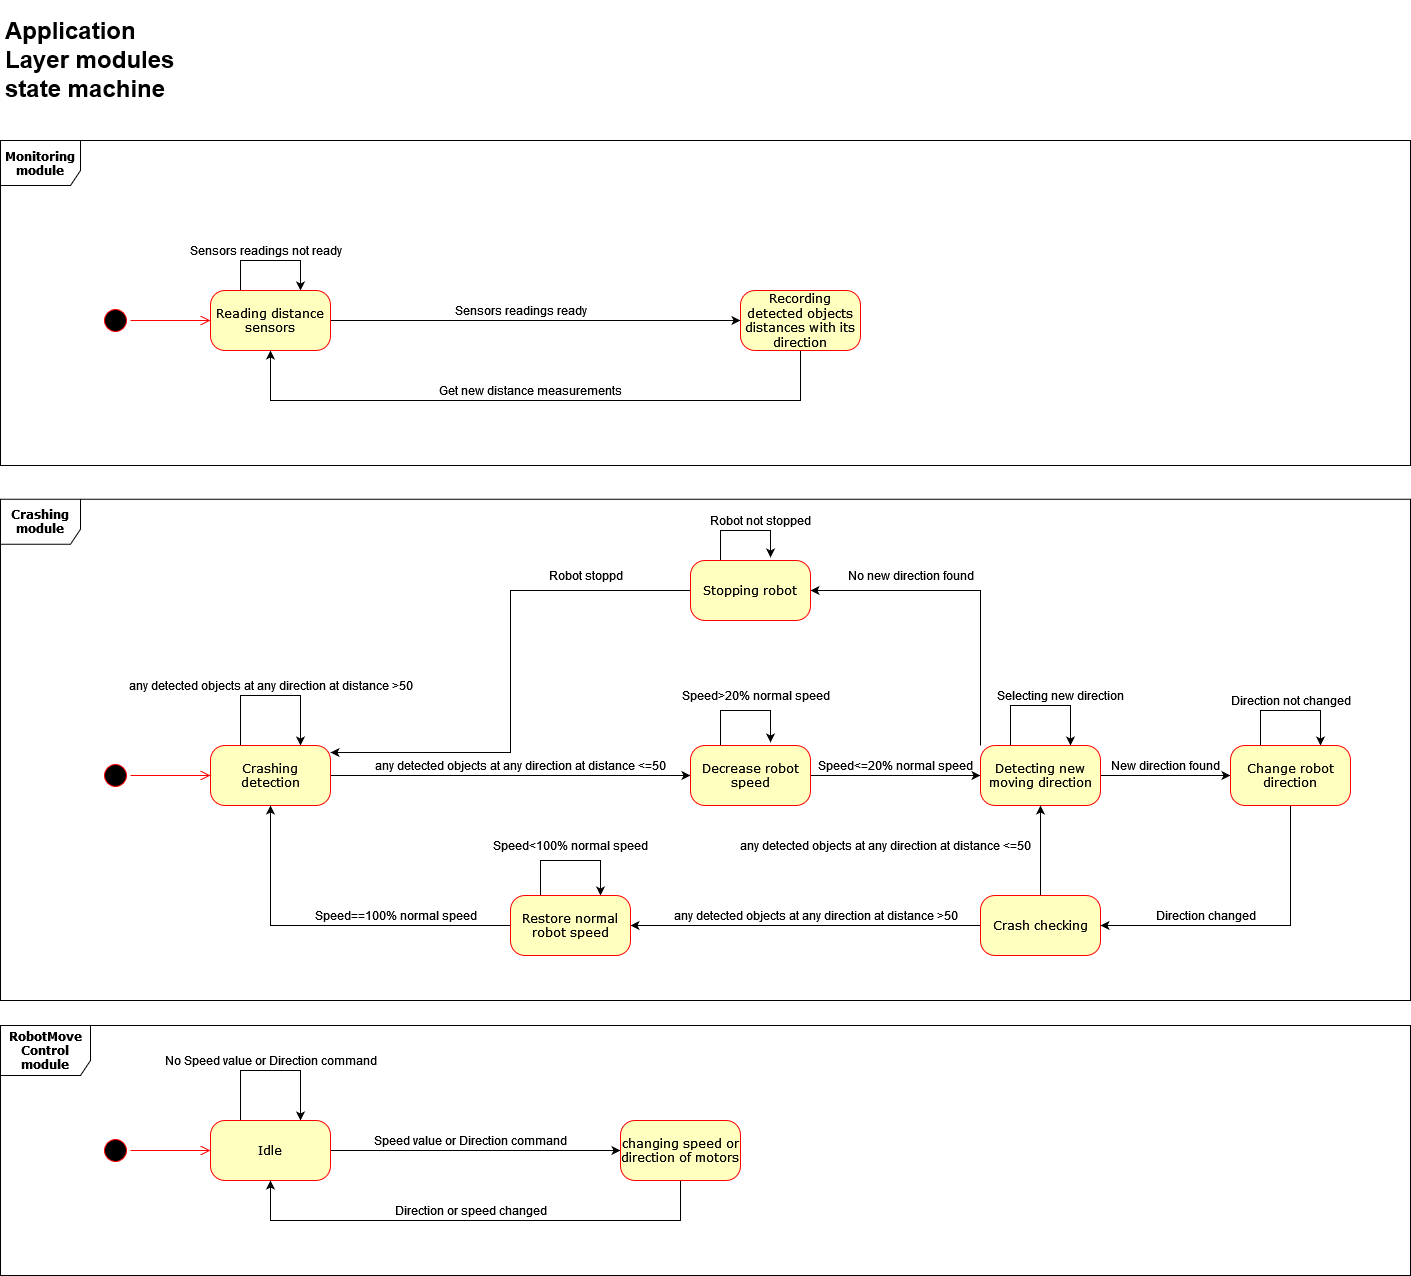 Application
Layer modules
state machine
Monitoring
module
Sensors readings not ready
Reading distance
sensors
Sensors readings ready
Recording
detected objects
distances with its
direction
Get new distance measurements
Crashing
module
Robot not stopped
Robot stoppd
Stopping robot
No new direction found
any detected objects at any direction at distance >50
Speed>20% normal speed
Selecting new direction
Direction not changed
Crashing
detection
any detected objects at any direction at distance <=50
Decrease robot
speed
Speed<=20% normal speed
Detecting new
moving direction
New direction found
Change robot
direction
Speed<100% normal speed
any detected objects at any direction at distance <=50
Speed==100% normal speed
Restore normal
robot speed
any detected objects at any direction at distance >50
Crash checking
Direction changed
RobotMove
Control
module
No Speed value or Direction command
Idle
Speed value or Direction command
changing speed or
direction of motors
Direction or speed changed